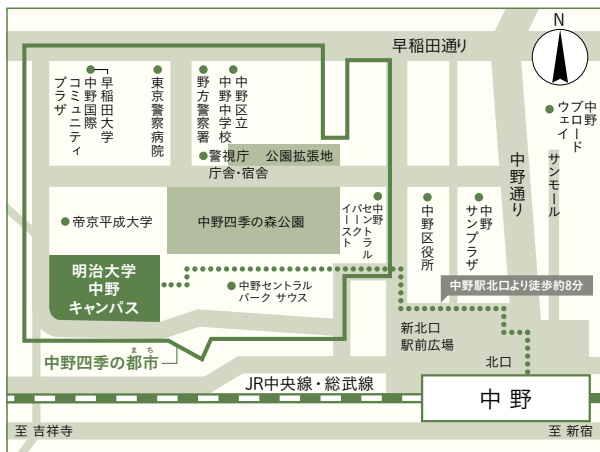 N
早稲田通り
早稲田大学
中野国際
コミュニティ
プラザ
東京警察病院
野方警察署
中野区立
中野中学校
中野
ブロード
ウェイ
サンモール
中野通り
警視庁
庁舎・宿舎
公園拡張地
帝京平成大学
中野四季の森公園
中野
セントラル
パーク
イースト
中野区役所
中野
サンプラザ
明治大学
中野
キャンパス
中野セントラル
パーク サウス
中野駅北口より徒歩約8分
新北口
駅前広場
北口
まち
中野四季の都市
JR中央線・総武線
中野
至 吉祥寺
至 新宿